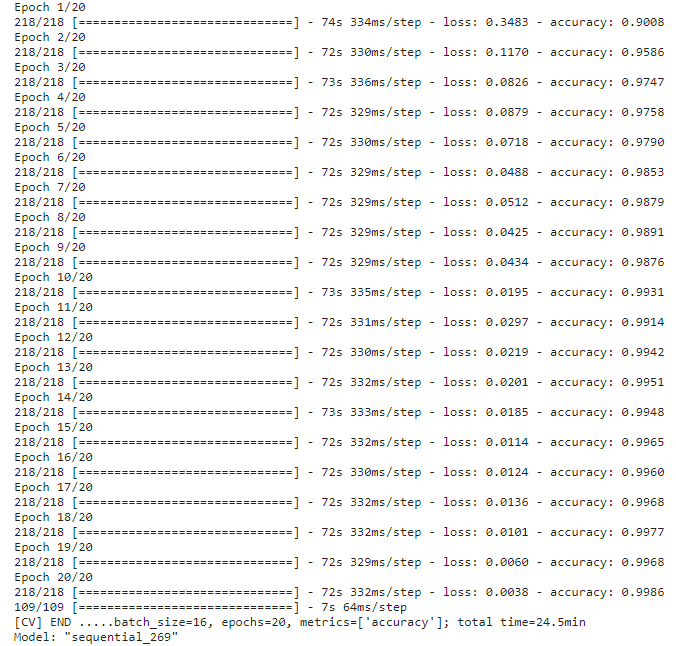 Epoch 1/20
218/218 [==============================] - 74s 334ms/step - loss: 0.3483 - accuracy: 0.9008
Epoch 2/20
218/218 [==============================] - 72s 330ms/step - loss: 0.1170 - accuracy: 0.9586
Epoch 3/20
218/218 [==============================] - 73s 336ms/step - loss: 0.0826 - accuracy: 0.9747
Epoch 4/20
218/218 [==============================] - 72s 329ms/step - loss: 0.0879 - accuracy: 0.9758
Epoch 5/20
218/218 [==============================] - 72s 330ms/step - loss: 0.0718 - accuracy: 0.9790
Epoch 6/20
218/218 [==============================] - 72s 329ms/step - loss: 0.0488 - accuracy: 0.9853
Epoch 7/20
218/218 [==============================] - 72s 329ms/step - loss: 0.0512 - accuracy: 0.9879
Epoch 8/20
218/218 [==============================] - 72s 329ms/step - loss: 0.0425 - accuracy: 0.9891
Epoch 9/20
218/218 [==============================] - 72s 329ms/step - loss: 0.0434 - accuracy: 0.9876
Epoch 10/20
218/218 [==============================] - 73s 335ms/step - loss: 0.0195 - accuracy: 0.9931
Epoch 11/20
218/218 [==============================] - 72s 331ms/step - loss: 0.0297 - accuracy: 0.9914
Epoch 12/20
218/218 [==============================] - 72s 330ms/step - loss: 0.0219 - accuracy: 0.9942
Epoch 13/20
218/218 [==============================] - 72s 332ms/step - loss: 0.0201 - accuracy: 0.9951
Epoch 14/20
218/218 [==============================] - 73s 333ms/step - loss: 0.0185 - accuracy: 0.9948
Epoch 15/20
218/218 [==============================] - 72s 332ms/step - loss: 0.0114 - accuracy: 0.9965
Epoch 16/20
218/218 [==============================] - 72s 330ms/step - loss: 0.0124 - accuracy: 0.9960
Epoch 17/20
218/218 [==============================] - 72s 332ms/step - loss: 0.0136 - accuracy: 0.9968
Epoch 18/20
218/218 [==============================] - 72s 332ms/step - loss: 0.0101 - accuracy: 0.9977
Epoch 19/20
218/218 [==============================] - 72s 329ms/step - loss: 0.0060 - accuracy: 0.9968
Epoch 20/20
218/218 [==============================] - 72s 332ms/step - loss: 0.0038 - accuracy: 0.9986
109/109 [==============================] - 7s 64ms/step
[CV] END .....batch_size=16, epochs=20, metrics=['accuracy']; total time=24.5min
Model: "sequential_269"